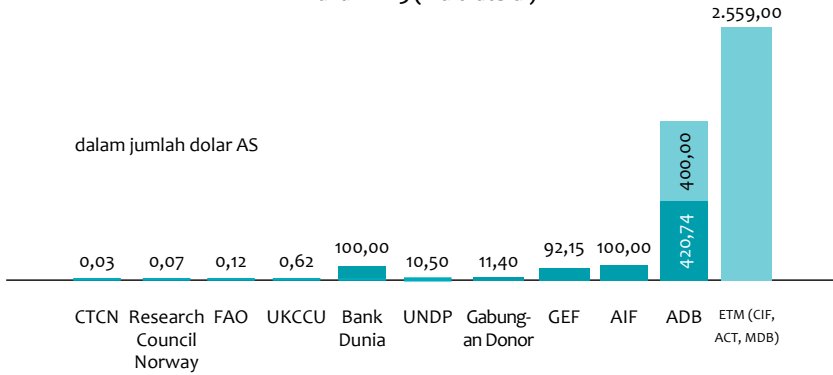 2.559,00
dalam jumlah dolar AS
400,00
420,74
0,03 0,07 0,12 0,62 100,00 10,50 11,40 92,15 100,00
CTCN Research FAO UKCCU Bank UNDP Gabung- GEF AIF ADB ETM (CIF,
Council Dunia an Donor ACT, MDB)
Norway